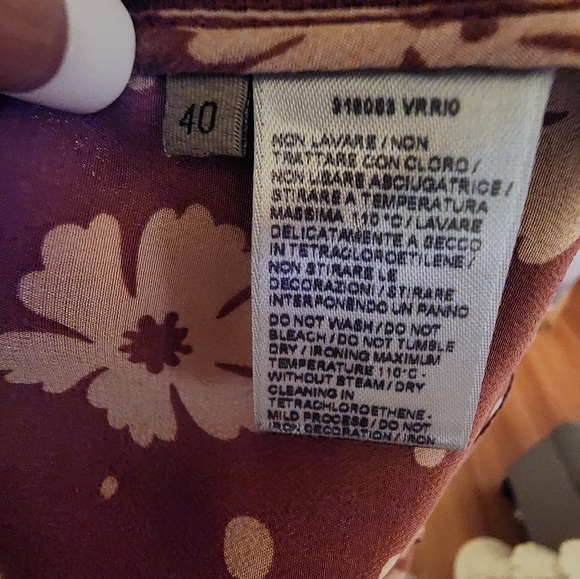 40
VRRIO
NON LAVARE / NON
TRATTARE CON CLORO /
NON USARE ASCIUGATRICE /
STIRARE A TEMPERATURA
MASSIMA 110 °C / LAVARE
DELICATAMENTE A SECCO
IN TETRACLOROETILENE /
NON STIRARE LE
DECORAZIONI / STIRARE
INTERPONENDO UN PANNO
DO NOT WASH / DO NOT
BLEACH / DO NOT TUMBLE
DRY / IRONING MAXIMUM
TEMPERATURE 110°C -
WITHOUT STEAM / DRY
CLEANING IN
TETRACHLOROETHENE -
MILD PROCESS / DO NOT
IRON DECORATION / IRON